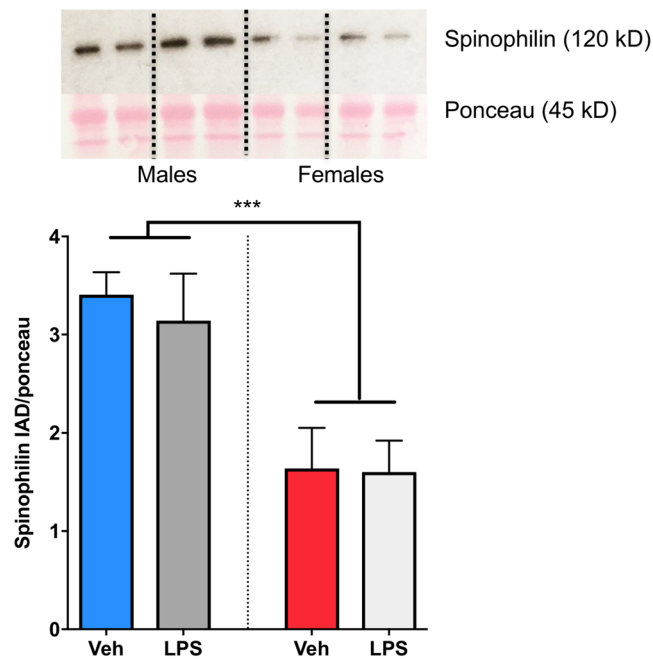 Spinophilin (120 kD)
Ponceau (45 kD)
Males Females
***
Spinophilin IAD/ponceau
4
3
2
1
0
Veh LPS Veh LPS